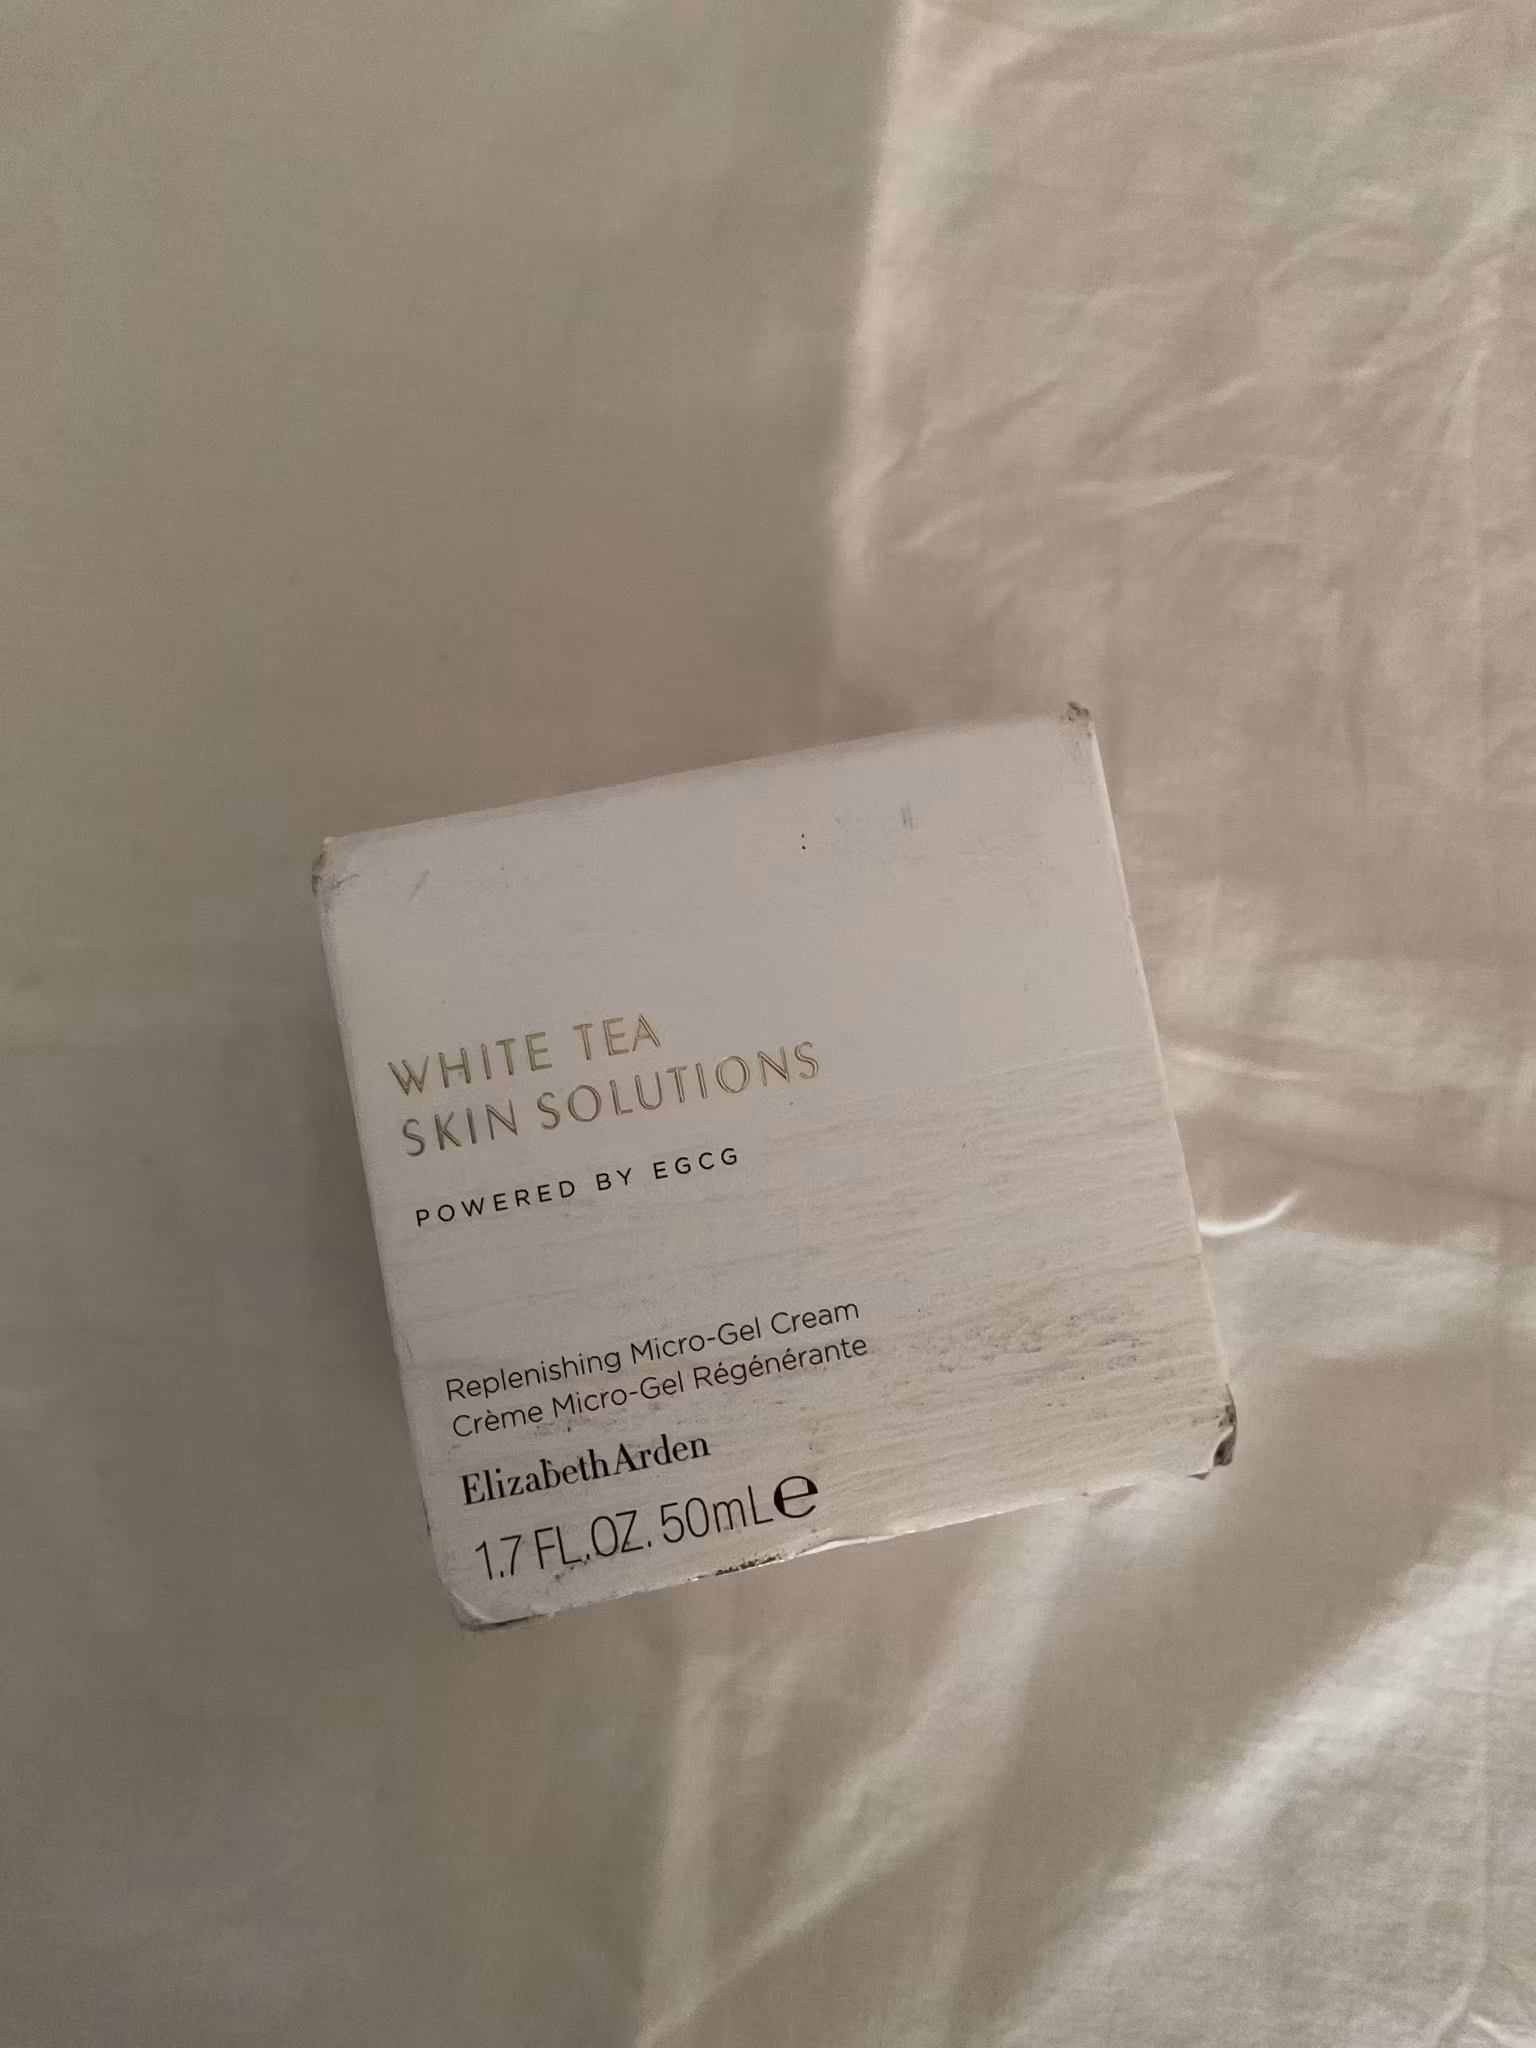 WHITE TEA
SKIN SOLUTIONS
POWERED BY EGCG
Replenishing Micro-Gel Cream
Crème Micro-Gel Régénérante
ElizabethArden
1.7 FL.OZ. 50mL℮